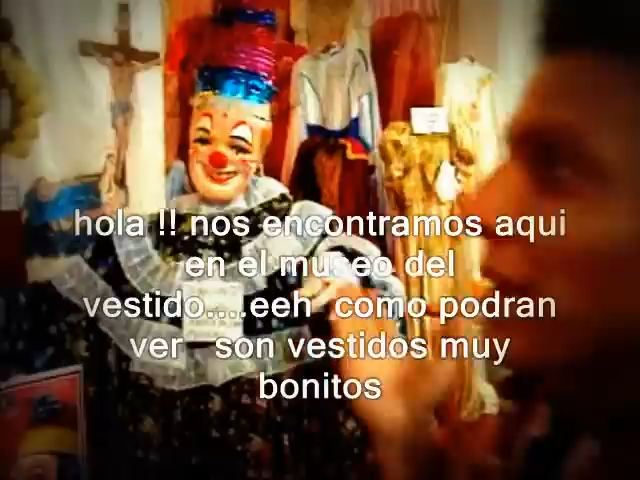 hola !! nos encontramos aqui
en el museo del
vestido....eeh como podran
ver son vestidos muy
bonitos